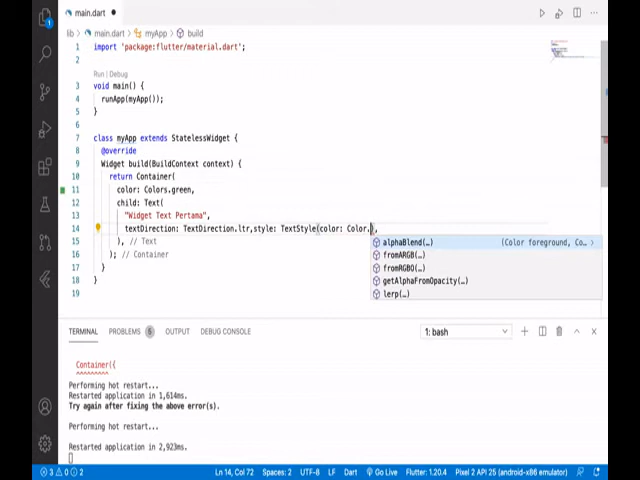 main.dart
lib > main.dart > myApp > build
1 import 'package:flutter/material.dart';
2
Run | Debug
3 void main() {
4 runApp(myApp());
5 }
6
7 class myApp extends StatelessWidget {
8 @override
9 Widget build(BuildContext context) {
10 return Container(
11 color: Colors.green,
12 child: Text(
13 "Widget Text Pertama",
14 textDirection: TextDirection.ltr,style: TextStyle(color: Color.),
15 ), // Text
16 ); // Container
17 }
18 }
19
alphaBlend(…) (Color foreground, Co… >
fromARGB(…)
fromRGBO(…)
getAlphaFromOpacity(…)
lerp(…)
TERMINAL PROBLEMS 6 OUTPUT DEBUG CONSOLE 1: bash
Container({
^^^^^^^^^
Performing hot restart...
Restarted application in 1,614ms.
Try again after fixing the above error(s).
Performing hot restart...
Restarted application in 2,923ms.
3 0 2 Ln 14, Col 72 Spaces: 2 UTF-8 LF Dart Go Live Flutter: 1.20.4 Pixel 2 API 25 (android-x86 emulator)